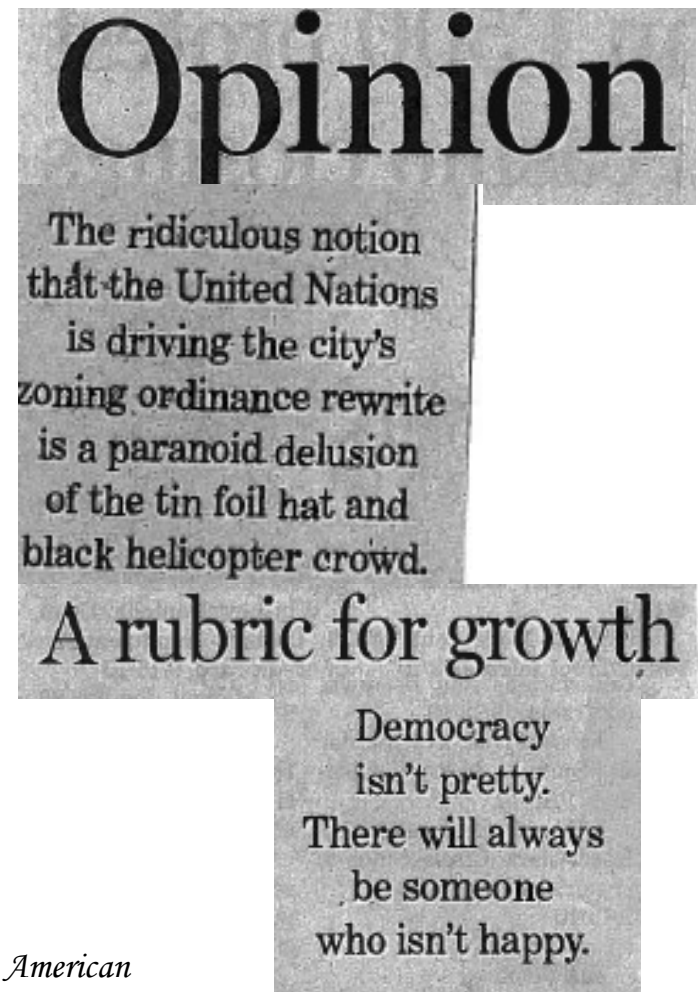 Opinion
The ridiculous notion
that the United Nations
is driving the city's
zoning ordinance rewrite
is a paranoid delusion
of the tin foil hat and
black helicopter crowd.
A rubric for growth
Democracy
isn't pretty.
There will always
be someone
who isn't happy.
American